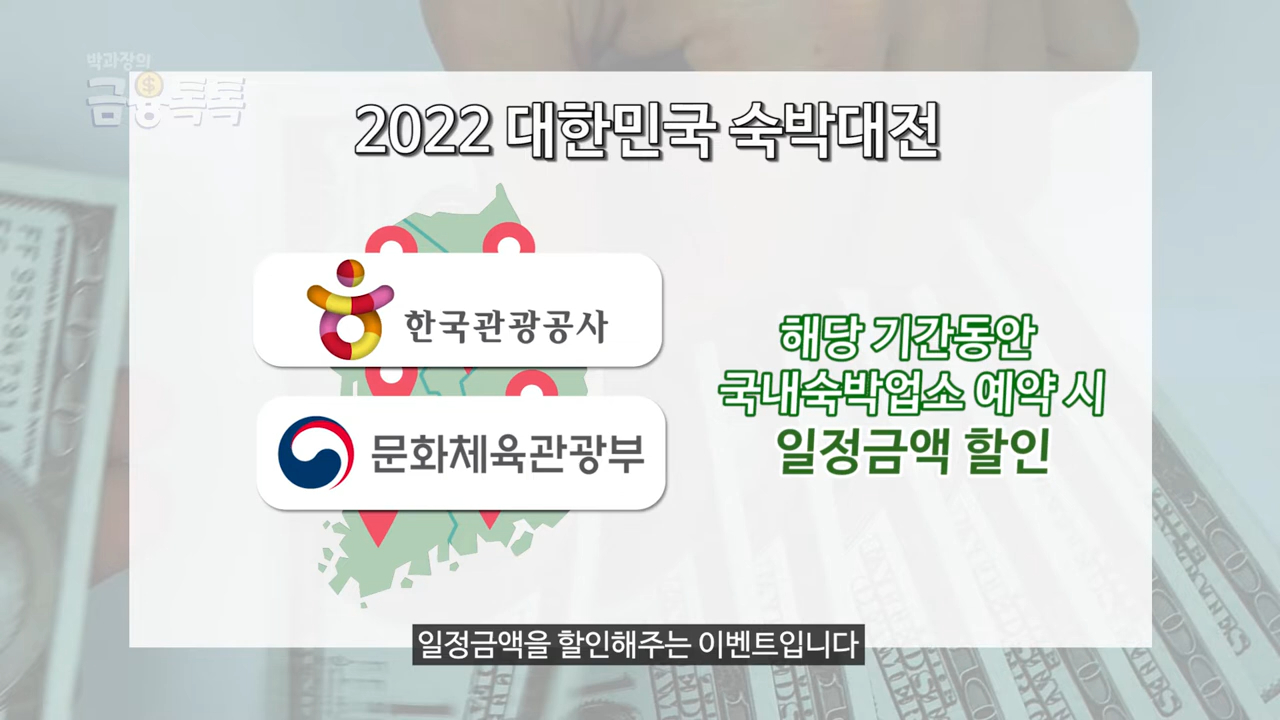 박과장의
금융톡톡
2022 대한민국 숙박대전
한국관광공사
문화체육관광부
해당 기간동안
국내숙박업소 예약 시
일정금액 할인
일정금액을 할인해주는 이벤트입니다